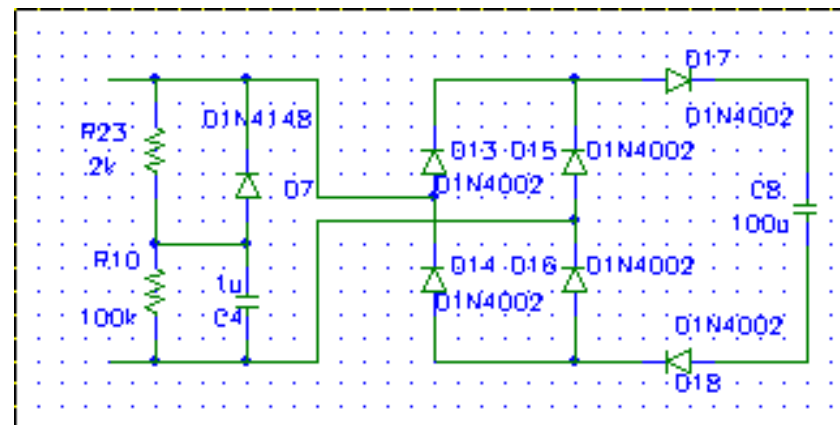 D17
D1N4148
D1N4002
R23
.2k
D13
D15
D1N4002
D1N4002
D7
C8
100u
R10
1u
D14
D16
D1N4002
D1N4002
100k
C4
D1N4002
D18